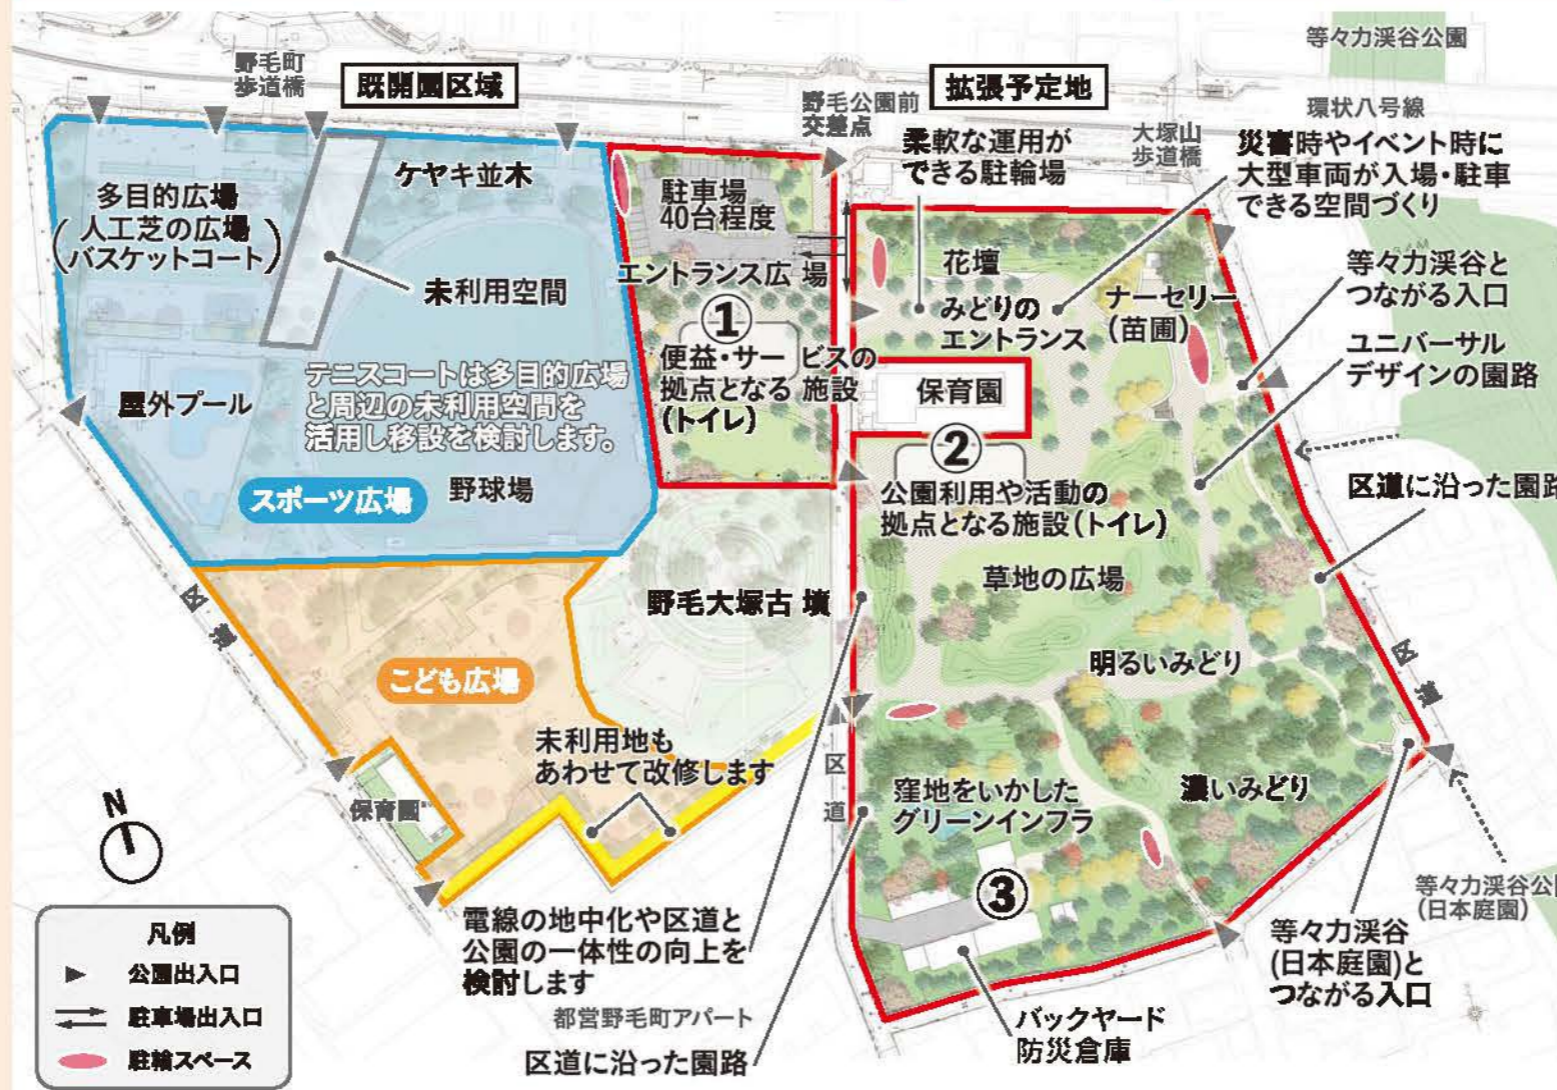 等々力渓谷公園
野毛町
歩道橋
既開園区域
野毛公園前
交差点
拡張予定地
大塚山
歩道橋
環状八号線
多目的広場
(人工芝の広場
バスケットコート)
ケヤキ並木
未利用空間
駐車場
40台程度
エントランス広場
柔軟な運用が
できる駐輪場
花壇
みどりの
エントランス
ナーセリー
(苗圃)
災害時やイベント時に
大型車両が入場・駐車
できる空間づくり
等々力渓谷と
つながる入口
ユニバーサル
デザインの園路
①
便益・サービスの
拠点となる施設
(トイレ)
保育園
屋外プール
テニスコートは多目的広場
と周辺の未利用空間を
活用し移設を検討します。
スポーツ広場
野球場
②
公園利用や活動の
拠点となる施設(トイレ)
区道に沿った園路
草地の広場
野毛大塚古墳
区道
こども広場
明るいみどり
区道
未利用地も
あわせて改修します
保育園
区道
窪地をいかした
グリーンインフラ
濃いみどり
③
N
電線の地中化や区道と
公園の一体性の向上を
検討します
都営野毛町アパート
区道に沿った園路
バックヤード
防災倉庫
等々力渓谷
(日本庭園)と
つながる入口
等々力渓谷公園
(日本庭園)
凡例
公園出入口
駐車場出入口
駐輪スペース